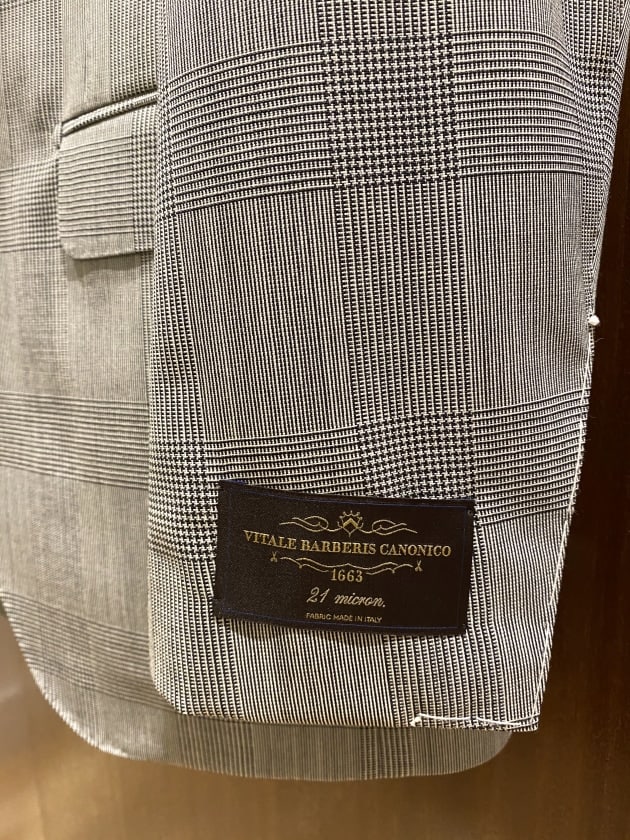 VITALE BARBERIS CANONICO
1663
21 micron.
FABRIC MADE IN ITALY